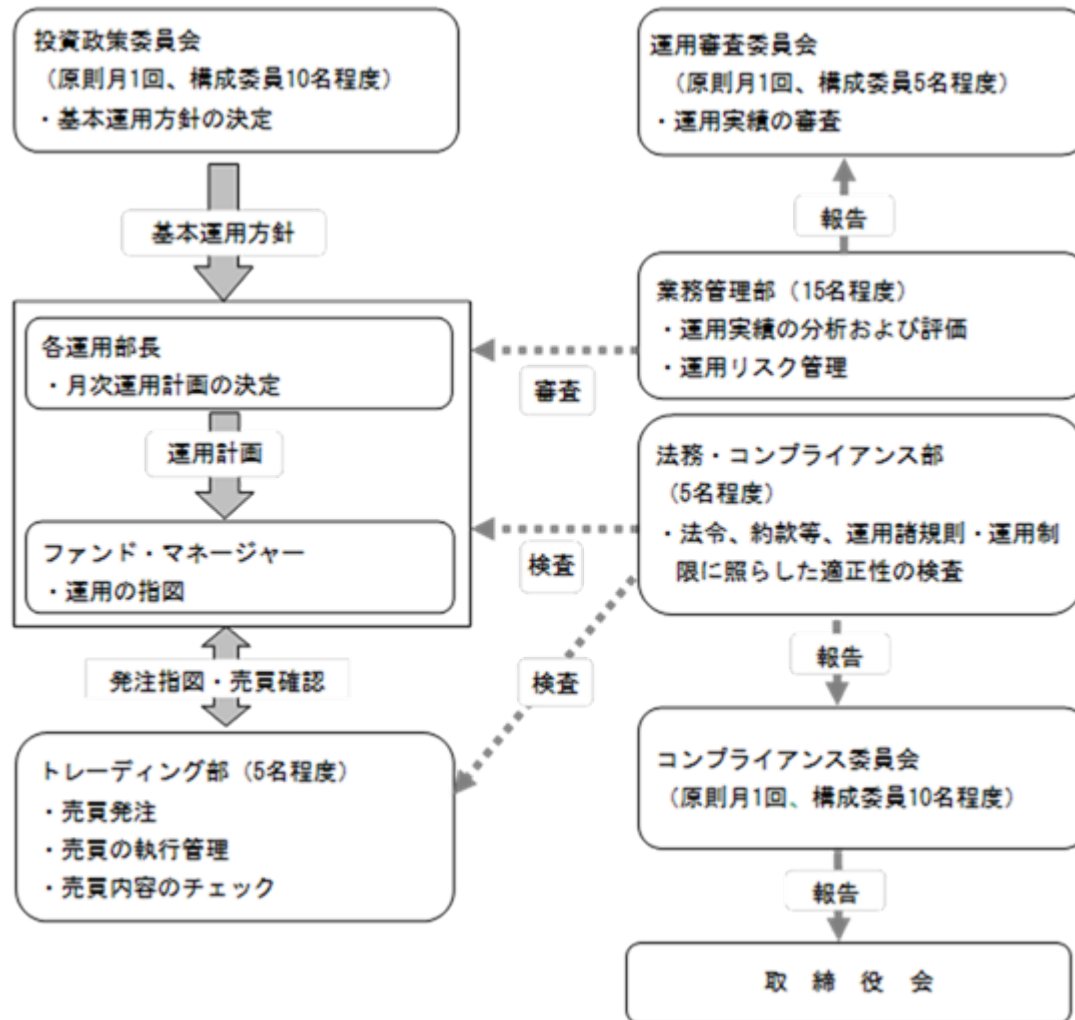 投資政策委員会
（原則月1回、構成委員10名程度）
・基本運用方針の決定
基本運用方針
各運用部長
・月次運用計画の決定
運用計画
ファンド・マネージャー
・運用の指図
発注指図・売買確認
トレーディング部（5名程度）
・売買発注
・売買の執行管理
・売買内容のチェック
運用審査委員会
（原則月1回、構成委員5名程度）
・運用実績の審査
報告
業務管理部（15名程度）
・運用実績の分析および評価
・運用リスク管理
審査
法務・コンプライアンス部
（5名程度）
・法令、約款等、運用諸規則・運用制
限に照らした適正性の検査
検査
検査
報告
コンプライアンス委員会
（原則月1回、構成委員10名程度）
報告
取　締　役　会